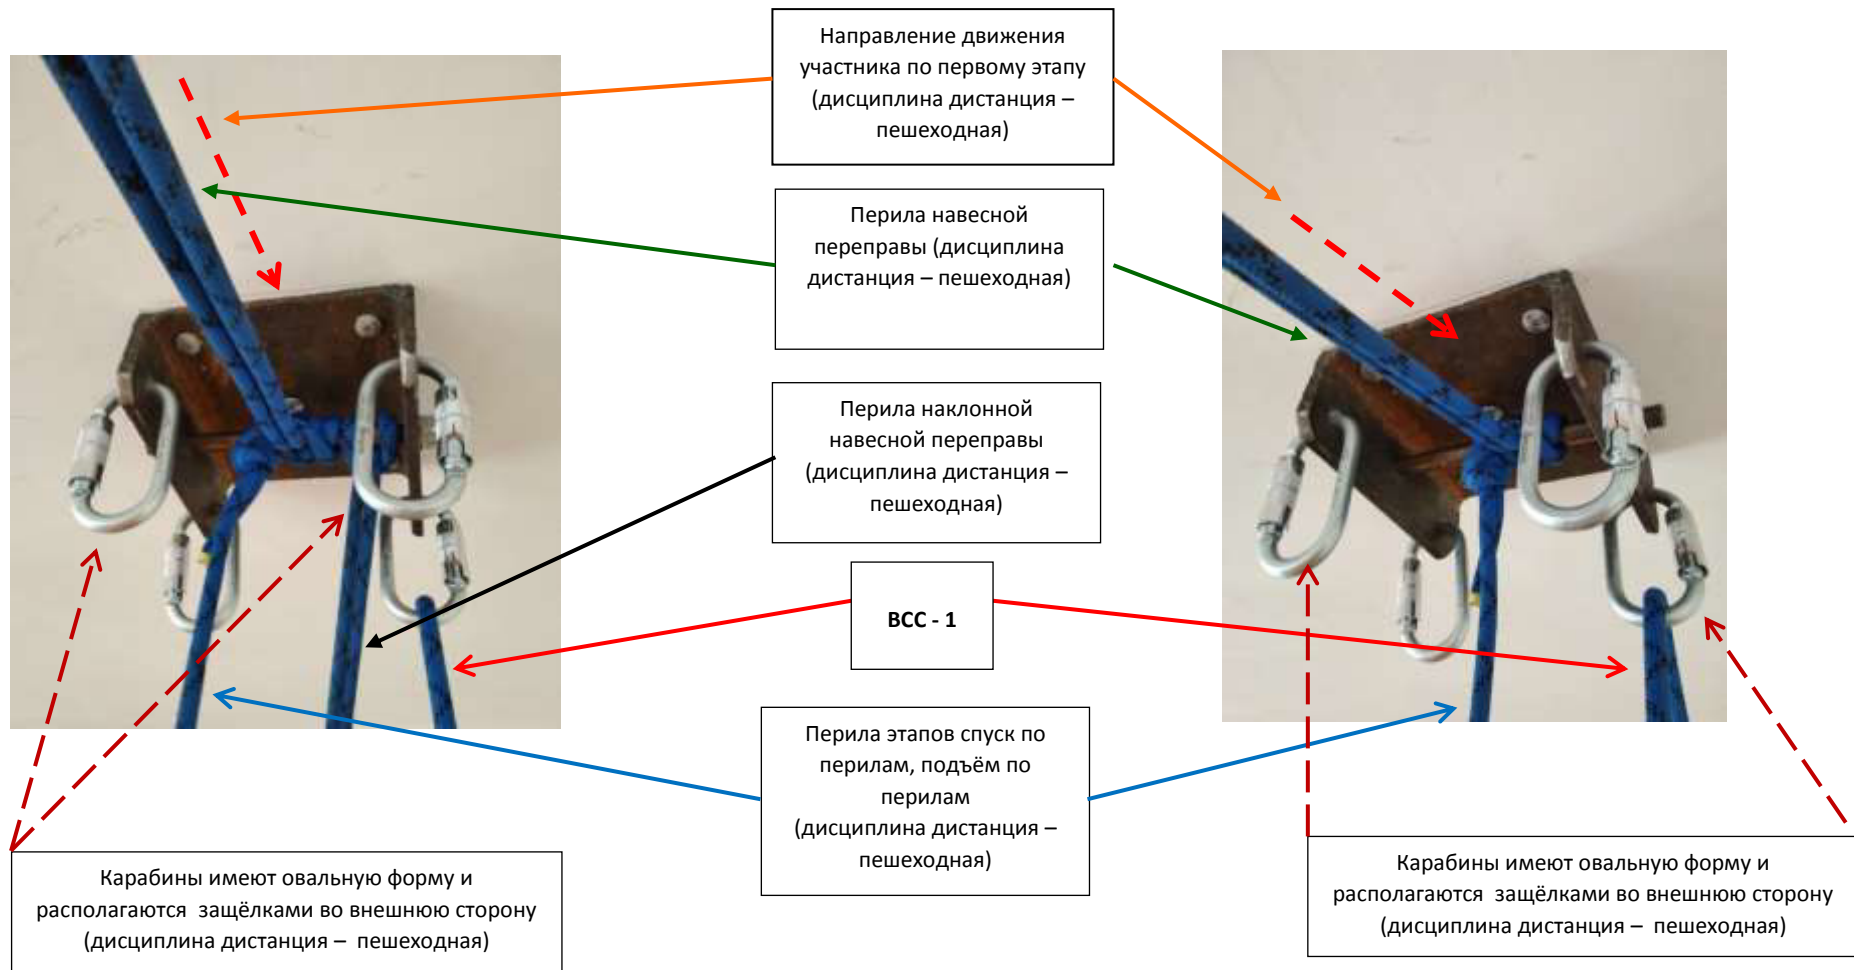 Направление движения
участника по первому этапу
(дисциплина дистанция –
пешеходная)
Перила навесной
переправы (дисциплина
дистанция – пешеходная)
Перила наклонной
навесной переправы
(дисциплина дистанция –
пешеходная)
ВСС - 1
Перила этапов спуск по
перилам, подъём по
перилам
(дисциплина дистанция –
пешеходная)
Карабины имеют овальную форму и
располагаются защёлками во внешнюю сторону
(дисциплина дистанция – пешеходная)
Карабины имеют овальную форму и
располагаются защёлками во внешнюю сторону
(дисциплина дистанция – пешеходная)